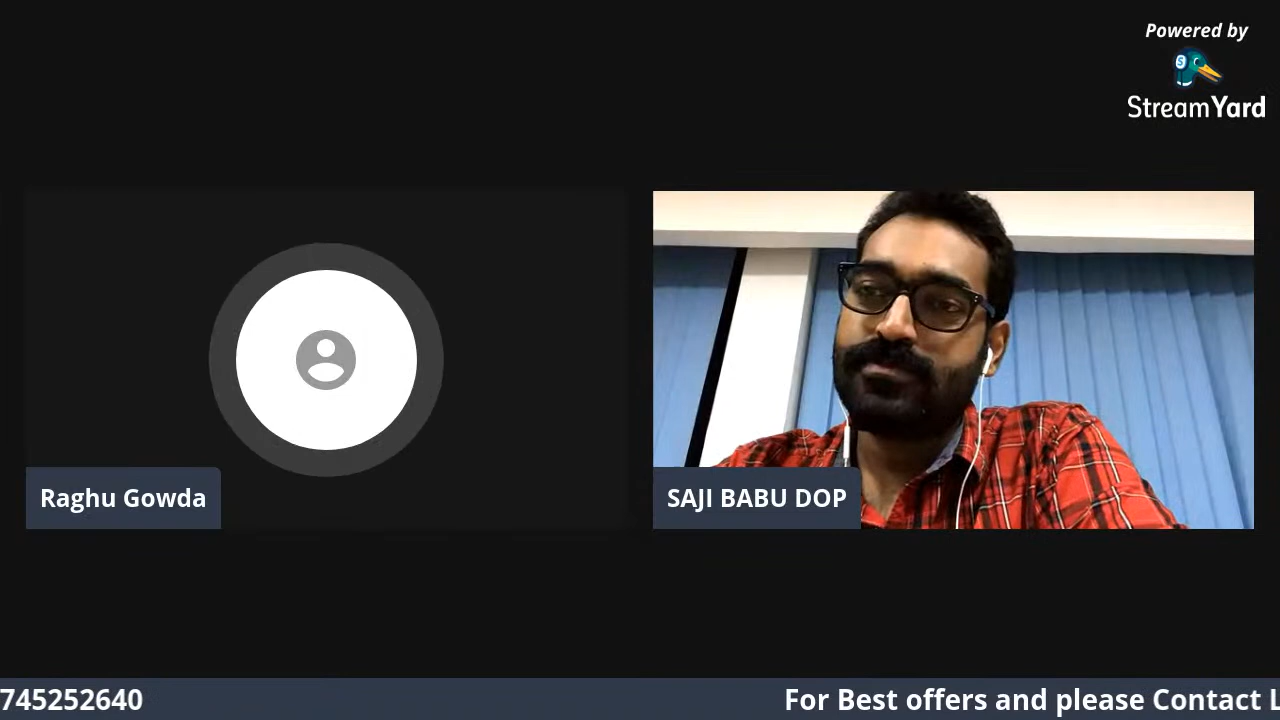 Powered by
StreamYard
Raghu Gowda
SAJI BABU DOP
745252640 For Best offers and please Contact L